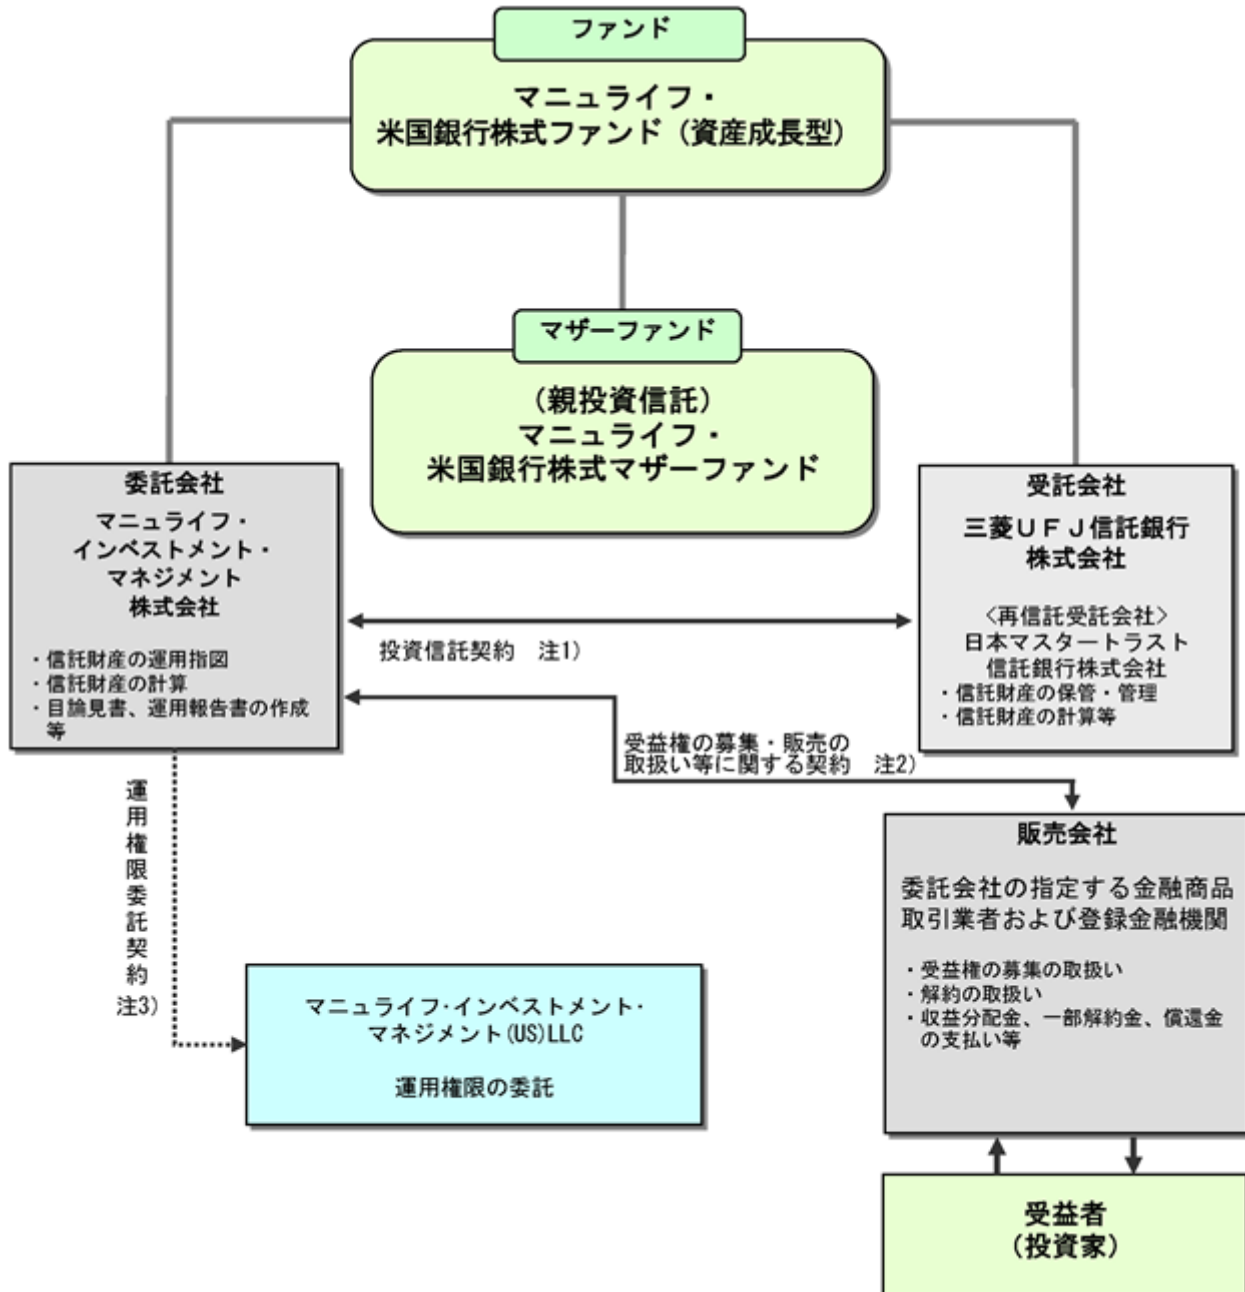 ファンド
マニュライフ・
米国銀行株式ファンド（資産成長型）
マザーファンド
（親投資信託）
マニュライフ・
米国銀行株式マザーファンド
委託会社
マニュライフ・
インベストメント・
マネジメント
株式会社
・信託財産の運用指図
・信託財産の計算
・目論見書、運用報告書の作成
等
受託会社
三菱ＵＦＪ信託銀行
株式会社
〈再信託受託会社〉
日本マスタートラスト
信託銀行株式会社
・信託財産の保管・管理
・信託財産の計算等
投資信託契約　注1）
受益権の募集・販売の
取扱い等に関する契約　注2）
運用権限委託契約
注3）
マニュライフ・インベストメント・
マネジメント(US)LLC
運用権限の委託
販売会社
委託会社の指定する金融商品
取引業者および登録金融機関
・受益権の募集の取扱い
・解約の取扱い
・収益分配金、一部解約金、償還金
の支払い等
受益者
（投資家）